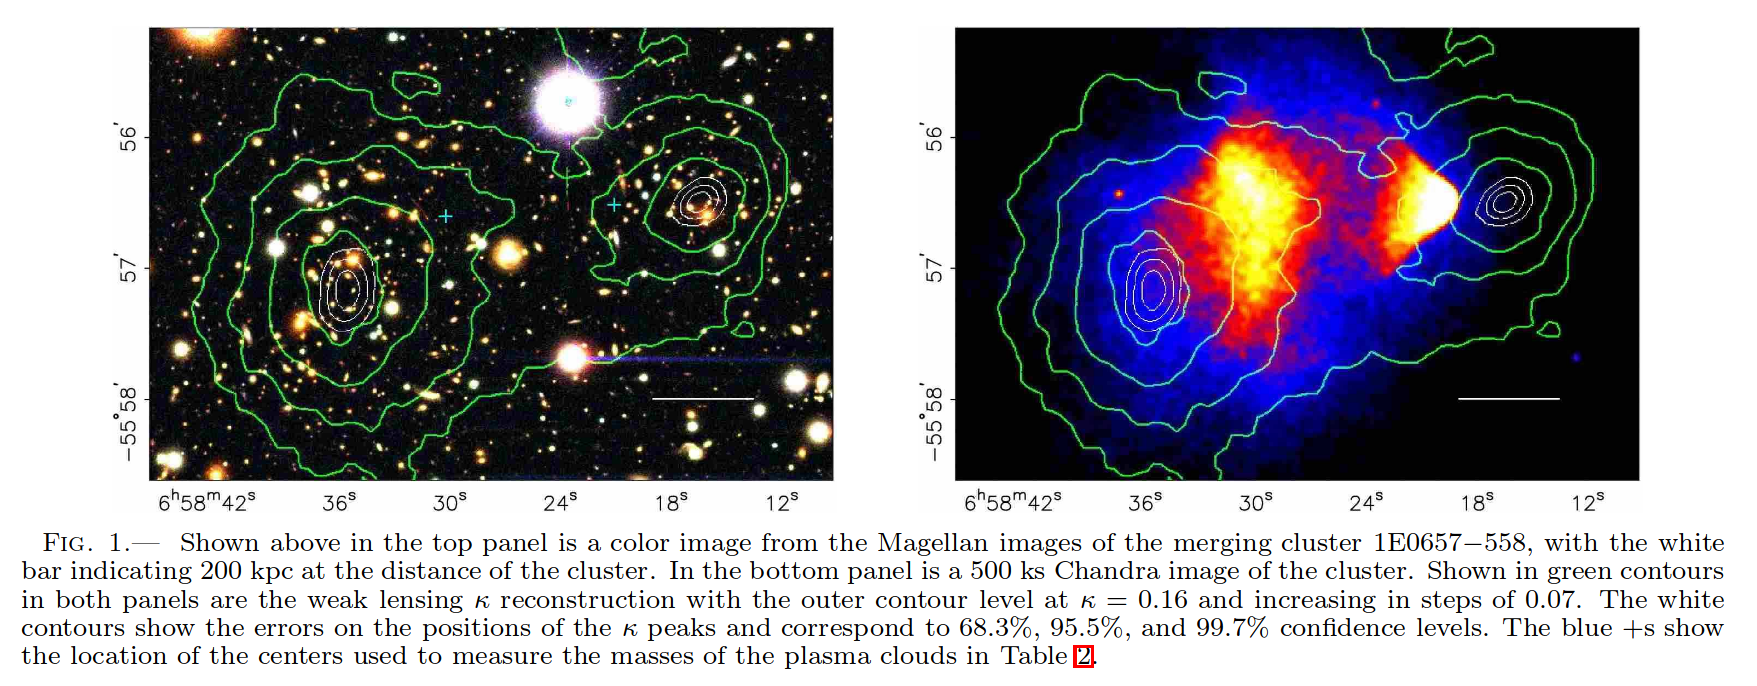 56′
57′
−55°58′
6ʰ58ᵐ42ˢ 36ˢ 30ˢ 24ˢ 18ˢ 12ˢ
56′
57′
−55°58′
6ʰ58ᵐ42ˢ 36ˢ 30ˢ 24ˢ 18ˢ 12ˢ
Fig. 1.— Shown above in the top panel is a color image from the Magellan images of the merging cluster 1E0657−558, with the white
bar indicating 200 kpc at the distance of the cluster. In the bottom panel is a 500 ks Chandra image of the cluster. Shown in green contours
in both panels are the weak lensing κ reconstruction with the outer contour level at κ = 0.16 and increasing in steps of 0.07. The white
contours show the errors on the positions of the κ peaks and correspond to 68.3%, 95.5%, and 99.7% confidence levels. The blue +s show
the location of the centers used to measure the masses of the plasma clouds in Table 2.